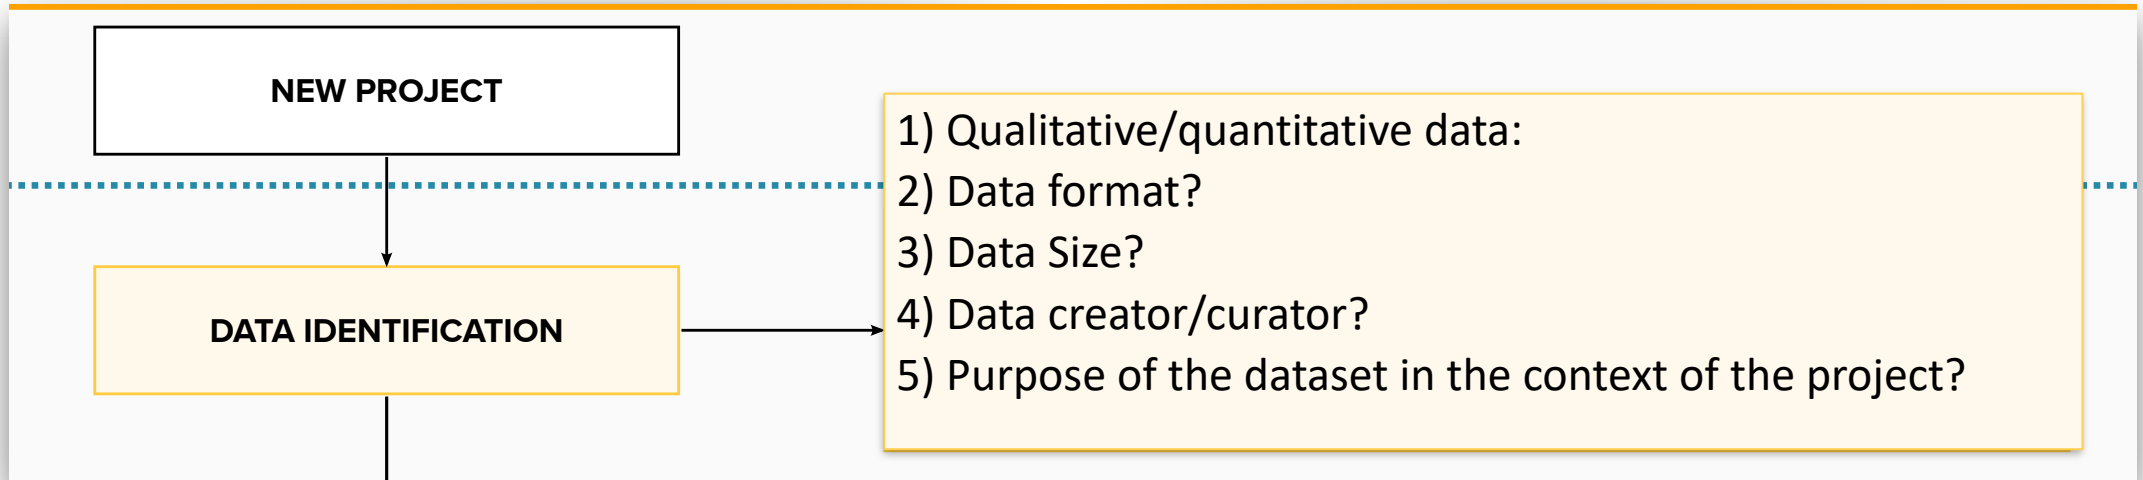 NEW PROJECT
DATA IDENTIFICATION
1) Qualitative/quantitative data:
2) Data format?
3) Data Size?
4) Data creator/curator?
5) Purpose of the dataset in the context of the project?